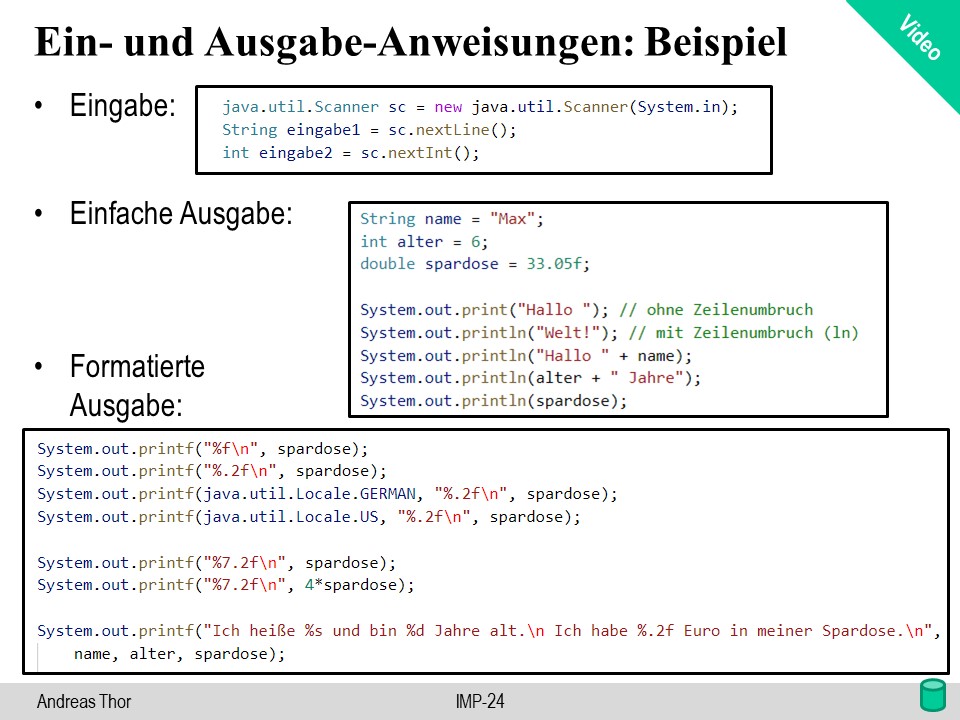 Ein- und Ausgabe-Anweisungen: Beispiel
Video
• Eingabe:
java.util.Scanner sc = new java.util.Scanner(System.in);
String eingabe1 = sc.nextLine();
int eingabe2 = sc.nextInt();
• Einfache Ausgabe:
String name = "Max";
int alter = 6;
double spardose = 33.05f;
System.out.print("Hallo "); // ohne Zeilenumbruch
System.out.println("Welt!"); // mit Zeilenumbruch (ln)
System.out.println("Hallo " + name);
System.out.println(alter + " Jahre");
System.out.println(spardose);
• Formatierte
Ausgabe:
System.out.printf("%f\n", spardose);
System.out.printf("%.2f\n", spardose);
System.out.printf(java.util.Locale.GERMAN, "%.2f\n", spardose);
System.out.printf(java.util.Locale.US, "%.2f\n", spardose);
System.out.printf("%7.2f\n", spardose);
System.out.printf("%7.2f\n", 4*spardose);
System.out.printf("Ich heiße %s und bin %d Jahre alt.\n Ich habe %.2f Euro in meiner Spardose.\n",
name, alter, spardose);
Andreas Thor
IMP-24